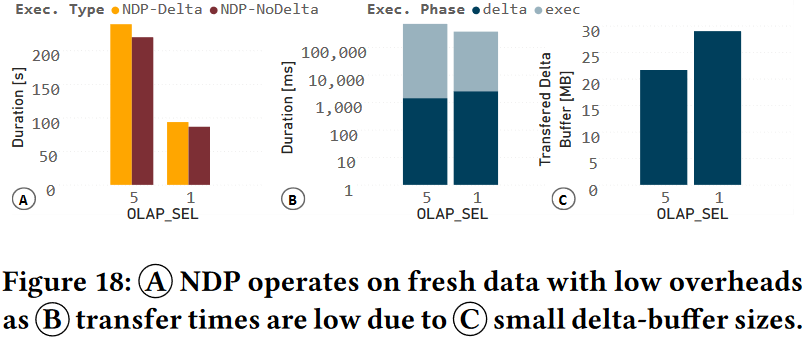 Exec. Type NDP-Delta NDP-NoDelta
Exec. Phase delta exec
Duration [s]
200
150
100
50
0
5 1
OLAP_SEL
A
Duration [ms]
100,000
10,000
1,000
100
10
1
5 1
OLAP_SEL
B
Transferred Delta
Buffer [MB]
30
25
20
15
10
5
0
5 1
OLAP_SEL
C
Figure 18: A NDP operates on fresh data with low overheads
as B transfer times are low due to C small delta-buffer sizes.